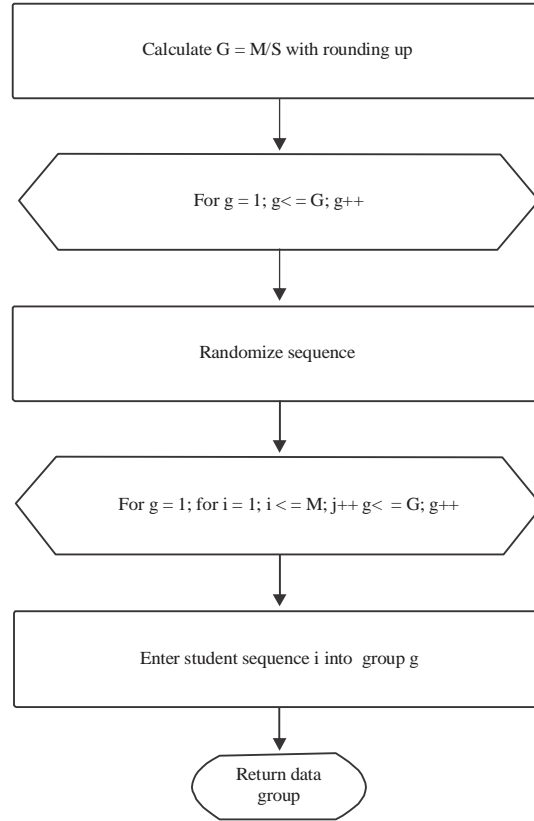 Calculate G = M/S with rounding up
For g = 1; g< = G; g++
Randomize sequence
For g = 1; for i = 1; i < = M; j++ g< = G; g++
Enter student sequence i into group g
Return data
group